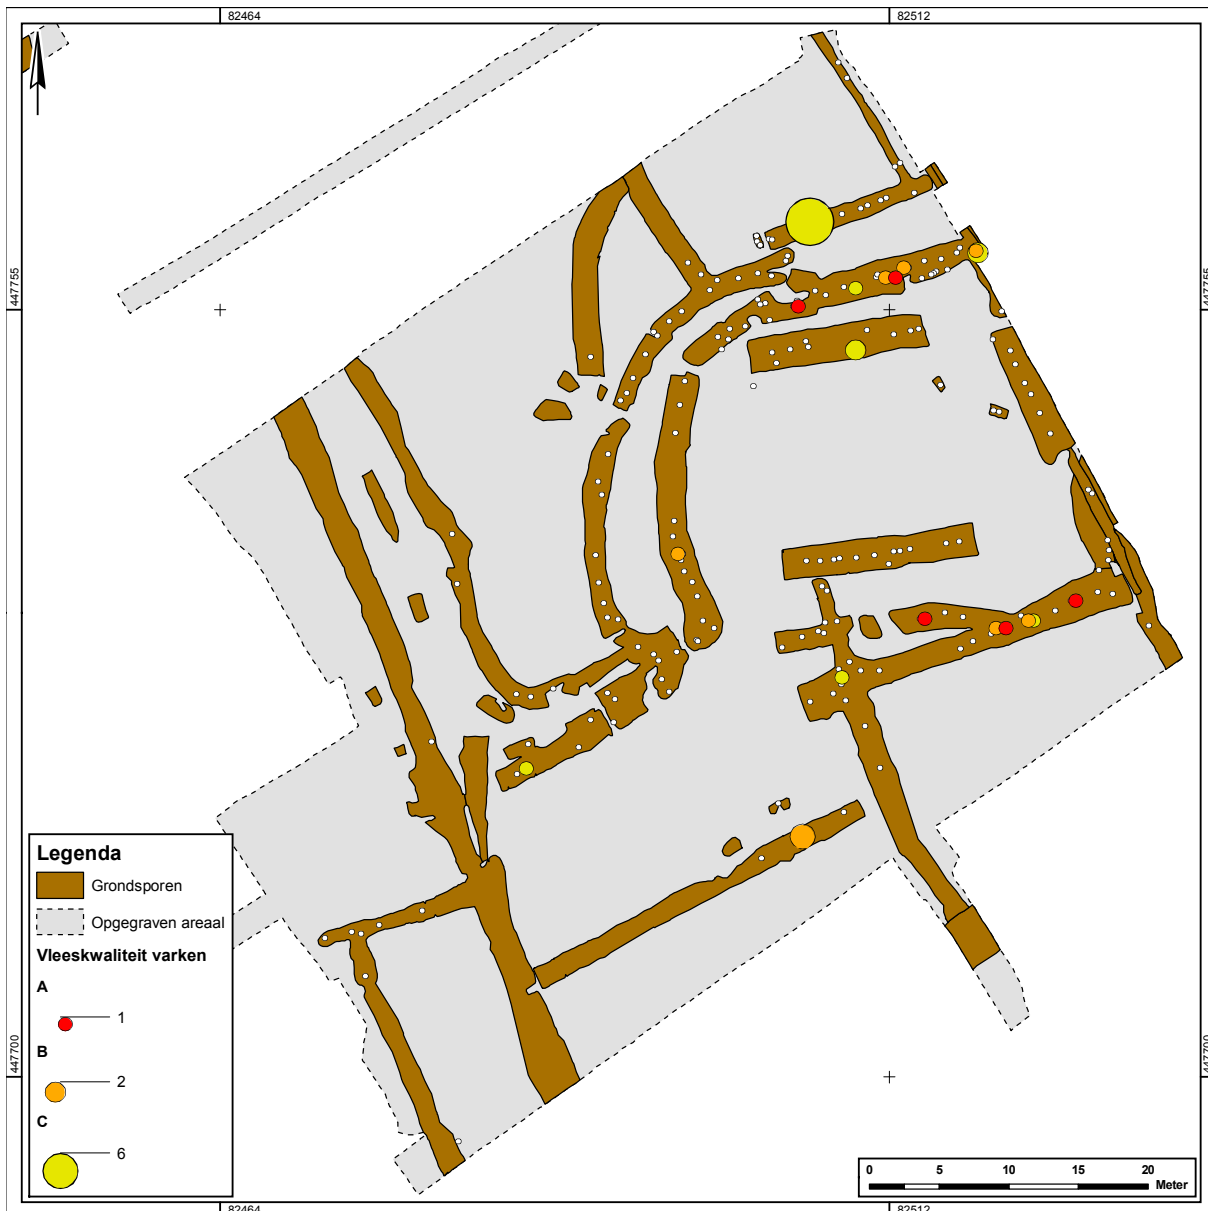 82464
82512
447755
447755
Legenda
Grondsporen
Opgegraven areaal
Vleeskwaliteit varken
A
1
B
2
C
6
447700
447700
0 5 10 15 20
Meter
82464
82512